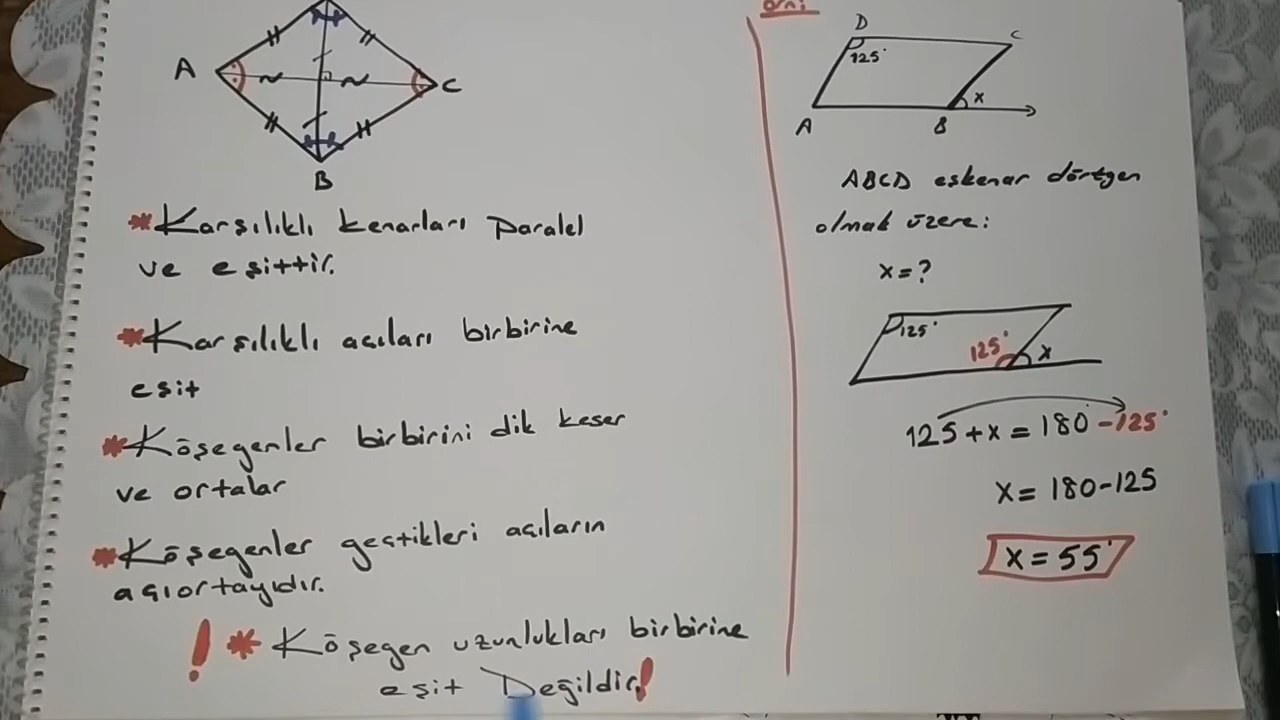 A
C
B
*Karşılıklı kenarları paralel
ve eşittir.
*Karşılıklı açıları birbirine
eşit
*Köşegenler birbirini dik keser
ve ortalar
*Köşegenler geçtikleri açıların
açıortayıdır.
! * Köşegen uzunlukları birbirine
eşit Değildir!
D
C
125°
x
A
B
ABCD eşkenar dörtgen
olmak üzere:
x=?
125°
125°
x
125+x=180°-125°
x=180-125
x=55°